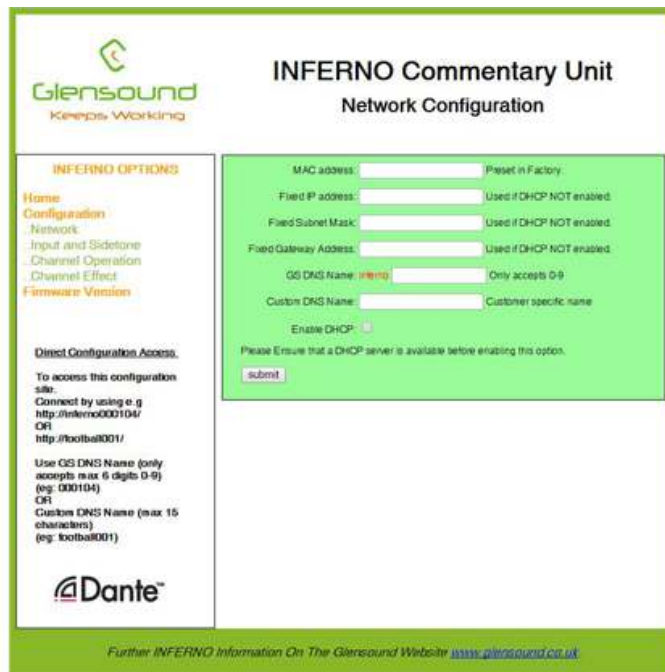 Glensound
Keeps Working
INFERNO Commentary Unit
Network Configuration
INFERNO OPTIONS
Home
Configuration
..Network
..Input and Sidetone
..Channel Operation
..Channel Effect
Firmware Version
Direct Configuration Access.
To access this configuration
site.
Connect by using e.g
http://inferno000104/
OR
http://football001/
Use GS DNS Name (only
accepts max 6 digits 0-9)
(eg: 000104)
OR
Custom DNS Name (max 15
characters)
(eg: football001)
Dante™
MAC address: Preset in Factory.
Fixed IP address: Used if DHCP NOT enabled.
Fixed Subnet Mask: Used if DHCP NOT enabled.
Fixed Gateway Address: Used if DHCP NOT enabled.
GS DNS Name: inferno Only accepts 0-9
Custom DNS Name: Customer specific name
Enable DHCP:
Please Ensure that a DHCP server is available before enabling this option.
submit
Further INFERNO Information On The Glensound Website www.glensound.co.uk